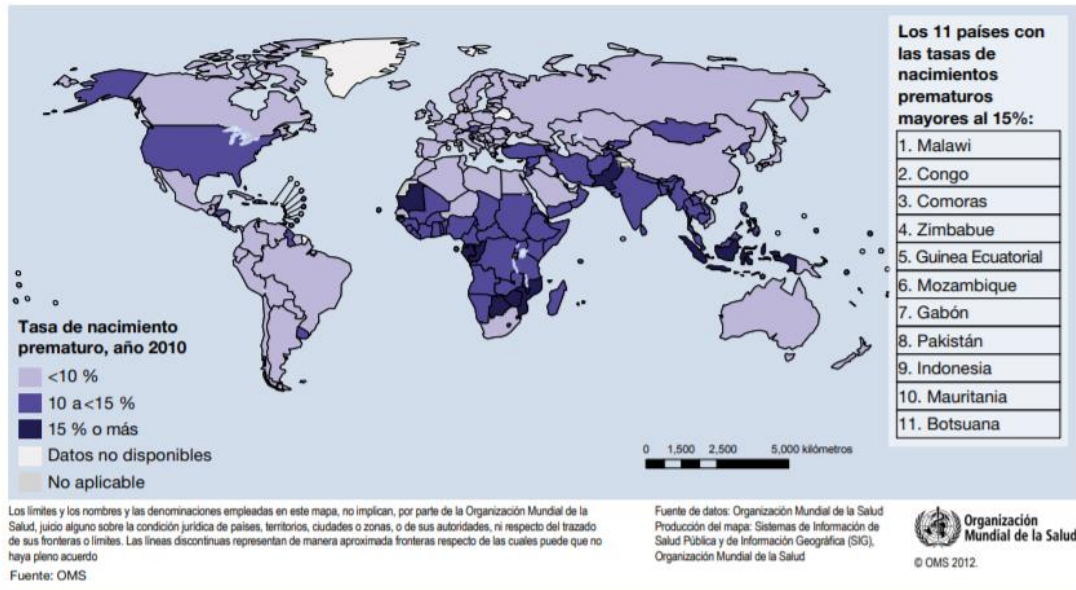 Los 11 países con
las tasas de
nacimientos
prematuros
mayores al 15%:
1. Malawi
2. Congo
3. Comoras
4. Zimbabue
5. Guinea Ecuatorial
6. Mozambique
7. Gabón
8. Pakistán
9. Indonesia
10. Mauritania
11. Botsuana
Tasa de nacimiento
prematuro, año 2010
<10 %
10 a<15 %
15 % o más
Datos no disponibles
No aplicable
0 1,500 2,500 5,000 kilómetros
Los límites y los nombres y las denominaciones empleadas en este mapa, no implican, por parte de la Organización Mundial de la
Salud, juicio alguno sobre la condición jurídica de países, territorios, ciudades o zonas, o de sus autoridades, ni respecto del trazado
de sus fronteras o límites. Las líneas discontinuas representan de manera aproximada fronteras respecto de las cuales puede que no
haya pleno acuerdo
Fuente: OMS
Fuente de datos: Organización Mundial de la Salud
Producción del mapa: Sistemas de Información de
Salud Pública y de Información Geográfica (SIG),
Organización Mundial de la Salud
Organización
Mundial de la Salud
© OMS 2012.